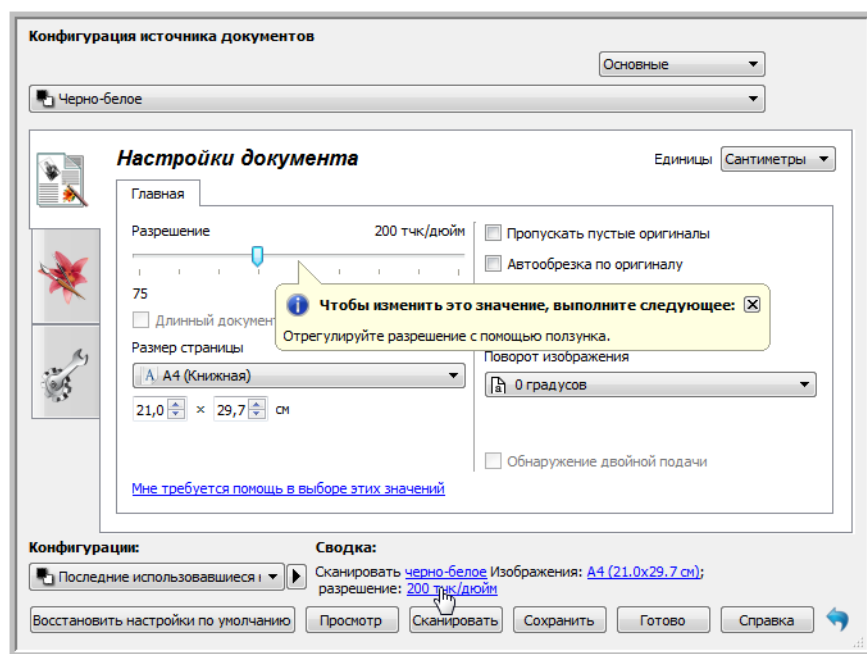 Конфигурация источника документов
Основные
Черно-белое
Настройки документа
Единицы Сантиметры
Главная
Разрешение 200 тчк/дюйм
Пропускать пустые оригиналы
Автообрезка по оригиналу
75
Чтобы изменить это значение, выполните следующее:
Длинный документ
Отрегулируйте разрешение с помощью ползунка.
Размер страницы
Поворот изображения
A4 (Книжная)
0 градусов
21,0 × 29,7 см
Обнаружение двойной подачи
Мне требуется помощь в выборе этих значений
Конфигурации: Сводка:
Последние использовавшиеся
Сканировать черно-белое Изображения: A4 (21.0x29.7 см);
разрешение: 200 тчк/дюйм
Восстановить настройки по умолчанию Просмотр Сканировать Сохранить Готово Справка